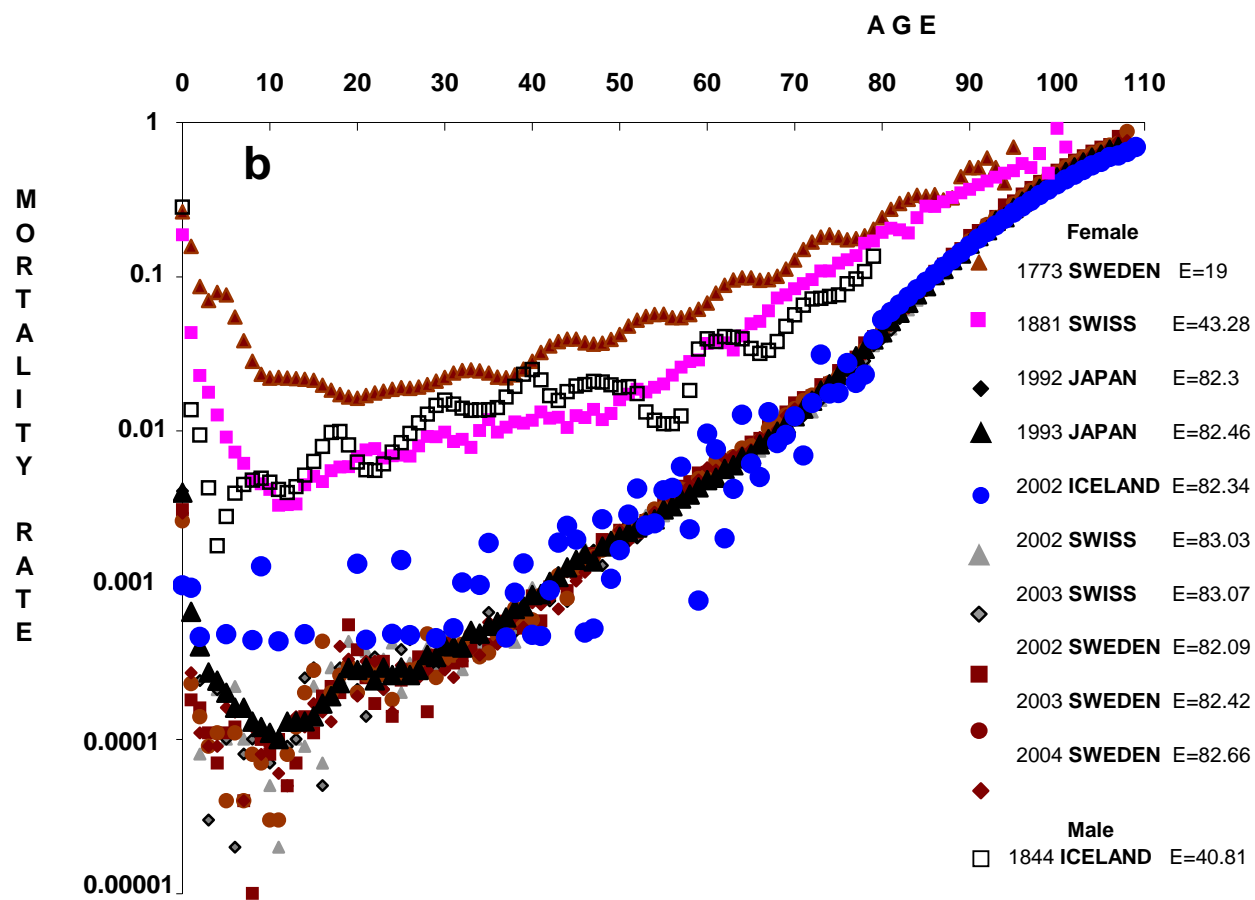 A G E
0 10 20 30 40 50 60 70 80 90 100 110
1
b
0.1
0.01
0.001
0.0001
0.00001
M
O
R
T
A
L
I
T
Y
R
A
T
E
Female
1773 SWEDEN E=19
1881 SWISS E=43.28
1992 JAPAN E=82.3
1993 JAPAN E=82.46
2002 ICELAND E=82.34
2002 SWISS E=83.03
2003 SWISS E=83.07
2002 SWEDEN E=82.09
2003 SWEDEN E=82.42
2004 SWEDEN E=82.66
Male
1844 ICELAND E=40.81